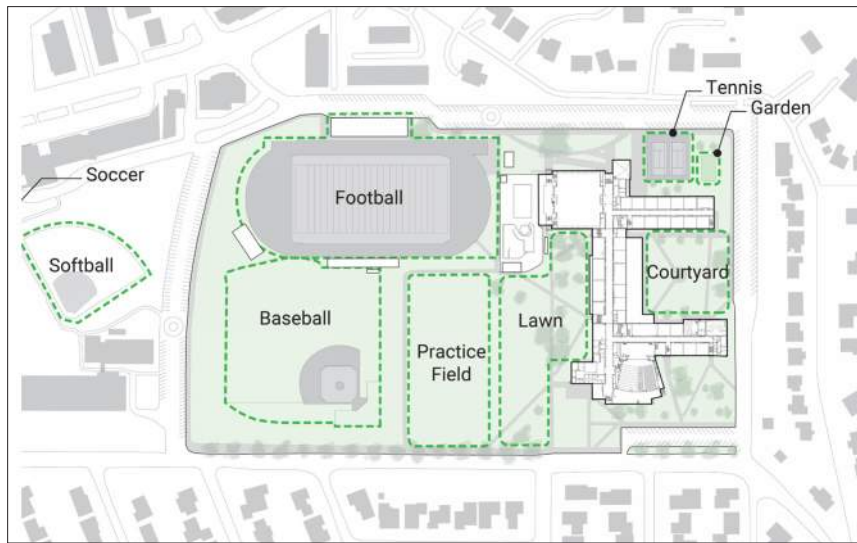 Tennis
Garden
Soccer
Football
Softball
Courtyard
Baseball
Lawn
Practice
Field